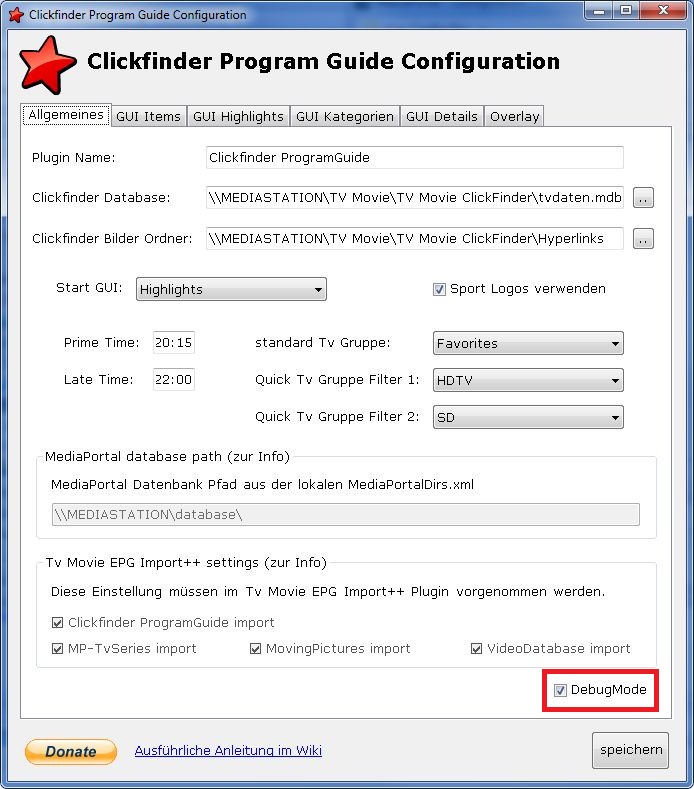 Clickfinder Program Guide Configuration
Clickfinder Program Guide Configuration
Allgemeines GUI Items GUI Highlights GUI Kategorien GUI Details Overlay
Plugin Name: Clickfinder ProgramGuide
Clickfinder Database: \\MEDIASTATION\TV Movie\TV Movie ClickFinder\tvdaten.mdb ..
Clickfinder Bilder Ordner: \\MEDIASTATION\TV Movie\TV Movie ClickFinder\Hyperlinks ..
Start GUI: Highlights Sport Logos verwenden
Prime Time: 20:15 standard Tv Gruppe: Favorites
Late Time: 22:00 Quick Tv Gruppe Filter 1: HDTV
Quick Tv Gruppe Filter 2: SD
MediaPortal database path (zur Info)
MediaPortal Datenbank Pfad aus der lokalen MediaPortalDirs.xml
\\MEDIASTATION\database\
Tv Movie EPG Import++ settings (zur Info)
Diese Einstellung müssen im Tv Movie EPG Import++ Plugin vorgenommen werden.
Clickfinder ProgramGuide import
MP-TvSeries import MovingPictures import VideoDatabase import
DebugMode
Donate Ausführliche Anleitung im Wiki speichern